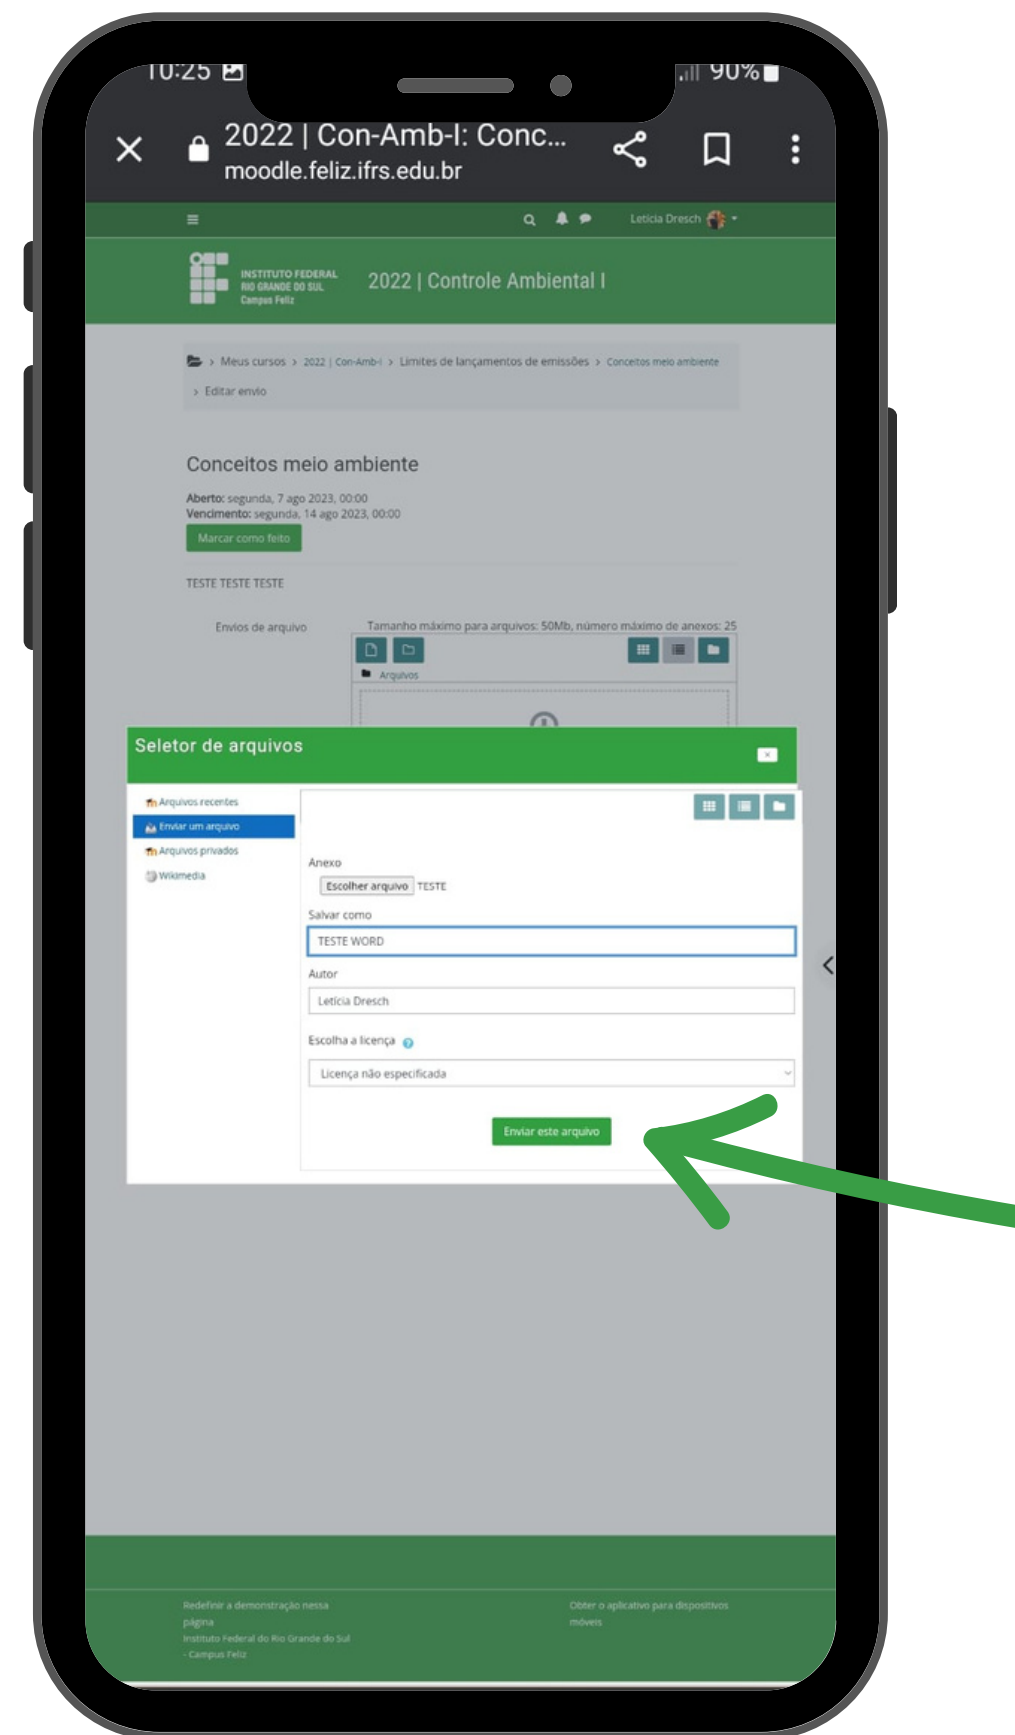 10:25
90%
2022 | Con-Amb-I: Conc...
moodle.feliz.ifrs.edu.br
Letícia Dresch
INSTITUTO FEDERAL
RIO GRANDE DO SUL
Campus Feliz
2022 | Controle Ambiental I
> Meus cursos > 2022 | Con-Amb-I > Limites de lançamentos de emissões > Conceitos meio ambiente
> Editar envio
Conceitos meio ambiente
Aberto: segunda, 7 ago 2023, 00:00
Vencimento: segunda, 14 ago 2023, 00:00
Marcar como feito
TESTE TESTE TESTE
Envios de arquivo
Tamanho máximo para arquivos: 50Mb, número máximo de anexos: 25
Arquivos
Seletor de arquivos
Arquivos recentes
Enviar um arquivo
Arquivos privados
Wikimedia
Anexo
Escolher arquivo TESTE
Salvar como
TESTE WORD
Autor
Letícia Dresch
Escolha a licença
Licença não especificada
Enviar este arquivo
Redefinir a demonstração nessa
página
Instituto Federal do Rio Grande do Sul
- Campus Feliz
Obter o aplicativo para dispositivos
móveis